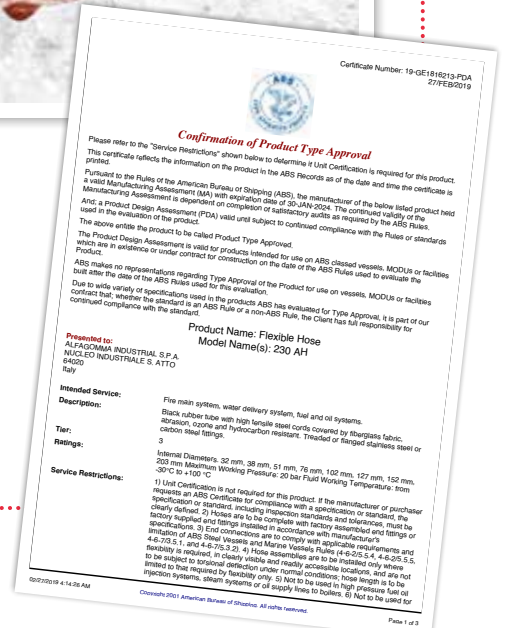 Certificate Number: 19-GE1816213-PDA
27/FEB/2019
ABS
Confirmation of Product Type Approval
Please refer to the "Service Restrictions" shown below to determine if Unit Certification is required for this product.
This certificate reflects the information on the product in the ABS Records as of the date and time the certificate is
printed.
Pursuant to the Rules of the American Bureau of Shipping (ABS), the manufacturer of the below listed product held
a valid Manufacturing Assessment (MA) with expiration date of 30-JAN-2024. The continued validity of the
Manufacturing Assessment is dependent on completion of satisfactory audits as required by the ABS Rules.
And; a Product Design Assessment (PDA) valid until subject to continued compliance with the Rules or standards
used in the evaluation of the product.
The above entitle the product to be called Product Type Approved.
The Product Design Assessment is valid for products intended for use on ABS classed vessels, MODUs or facilities
which are in existence or under contract for construction on the date of the ABS Rules used to evaluate the
Product.
ABS makes no representations regarding Type Approval of the Product for use on vessels, MODUs or facilities
built after the date of the ABS Rules used for this evaluation.
Due to wide variety of specifications used in the products ABS has evaluated for Type Approval, it is part of our
contract that; whether the standard is an ABS Rule or a non-ABS Rule, the Client has full responsibility for
continued compliance with the standard.
Product Name: Flexible Hose
Model Name(s): 230 AH
Presented to:
ALFAGOMMA INDUSTRIAL S.P.A.
NUCLEO INDUSTRIALE S. ATTO
64020
Italy
Intended Service: Fire main system, water delivery system, fuel and oil systems.
Description: Black rubber tube with high tensile steel cords covered by fiberglass fabric,
abrasion, ozone and hydrocarbon resistant. Treaded or flanged stainless steel or
carbon steel fittings.
Tier: 3
Ratings: Internal Diameters. 32 mm, 38 mm, 51 mm, 76 mm, 102 mm, 127 mm, 152 mm,
203 mm Maximum Working Pressure: 20 bar Fluid Working Temperature: from
-30°C to +100 °C
Service Restrictions: 1) Unit Certification is not required for this product. If the manufacturer or purchaser
requests an ABS Certificate for compliance with a specification or standard, the
specification or standard, including inspection standards and tolerances, must be
clearly defined. 2) Hoses are to be complete with factory assembled end fittings or
factory supplied end fittings installed in accordance with manufacturer's
specifications. 3) End connections are to comply with applicable requirements and
limitation of ABS Steel Vessels and Marine Vessels Rules (4-6-2/5.5.4, 4-6-2/5.5.5,
4-6-7/3.5.1, and 4-6-7/5.3.2). 4) Hose assemblies are to be installed only where
flexibility is required, in clearly visible and readily accessible locations, and are not
to be subject to torsional deflection under normal conditions; hose length is to be
limited to that required by flexibility only. 5) Not to be used in high pressure fuel oil
injection systems, steam systems or oil supply lines to boilers. 6) Not to be used for
02/27/2019 4:14:26 AM
Copyright 2001 American Bureau of Shipping. All rights reserved.
Page 1 of 3